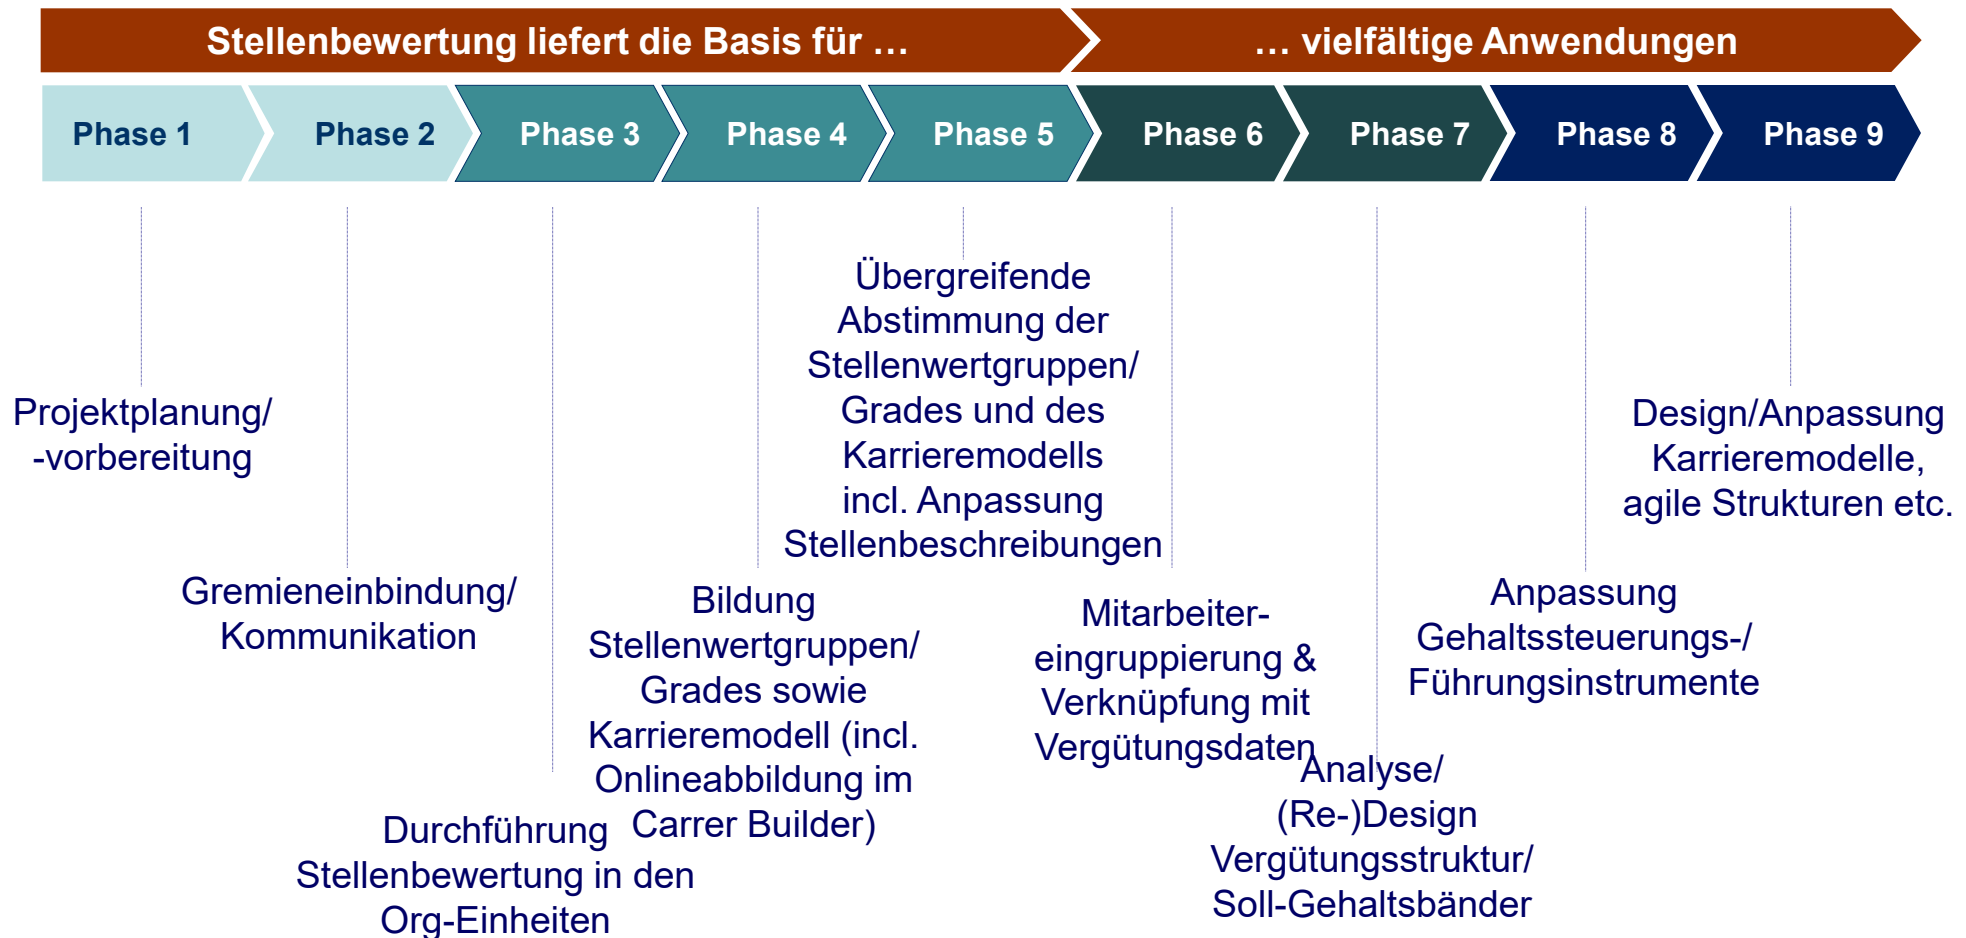 Stellenbewertung liefert die Basis für …
… vielfältige Anwendungen
Phase 1
Phase 2
Phase 3
Phase 4
Phase 5
Phase 6
Phase 7
Phase 8
Phase 9
Projektplanung/
-vorbereitung
Gremieneinbindung/
Kommunikation
Durchführung
Stellenbewertung in den
Org-Einheiten
Bildung
Stellenwertgruppen/
Grades sowie
Karrieremodell (incl.
Onlineabbildung im
Carrer Builder)
Übergreifende
Abstimmung der
Stellenwertgruppen/
Grades und des
Karrieremodells
incl. Anpassung
Stellenbeschreibungen
Mitarbeiter-
eingruppierung &
Verknüpfung mit
Vergütungsdaten
Analyse/
(Re-)Design
Vergütungsstruktur/
Soll-Gehaltsbänder
Anpassung
Gehaltssteuerungs-/
Führungsinstrumente
Design/Anpassung
Karrieremodelle,
agile Strukturen etc.